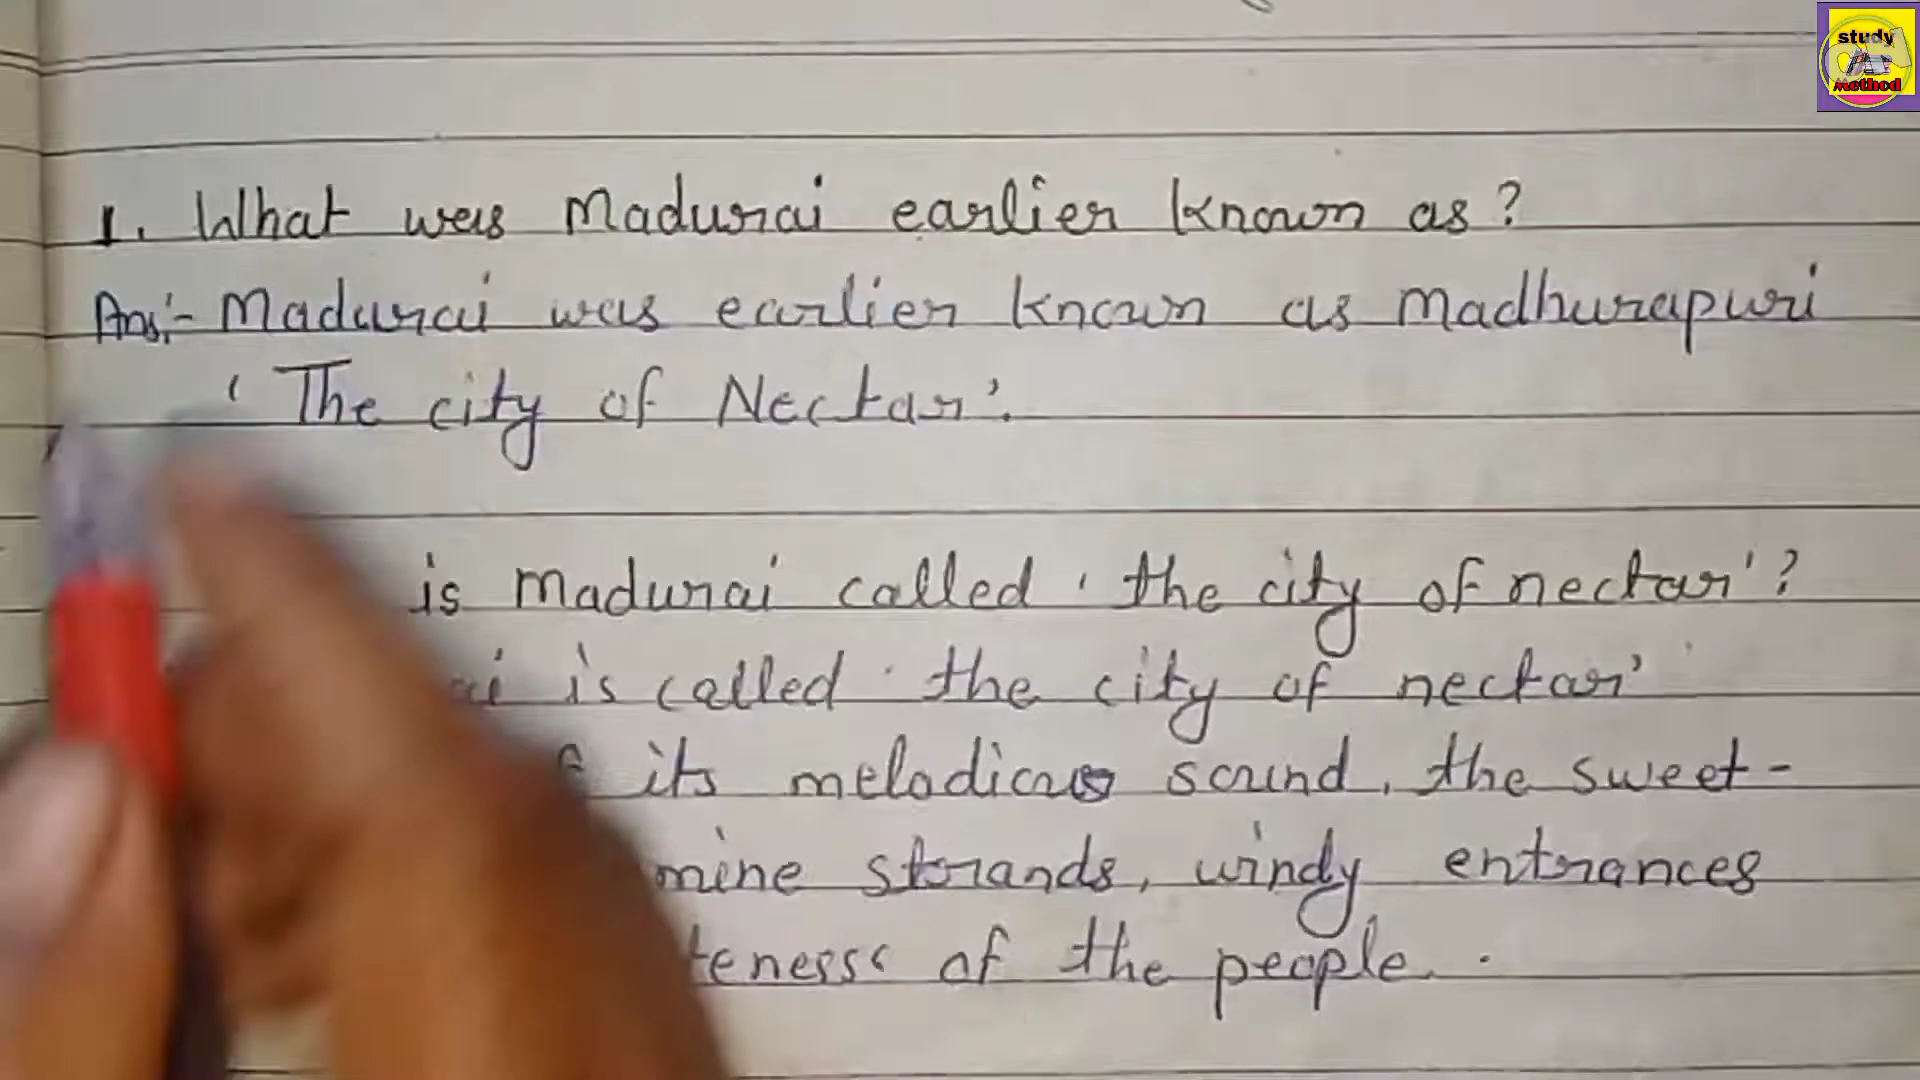 study
method
1. What was Madurai earlier known as?
Ans:- Madurai was earlier known as Madhurapuri
'The city of Nectar'.
is Madurai called 'the city of nectar'?
is called 'the city of nectar'
its melodious sound, the sweet-
strands, windy entrances
of the people.